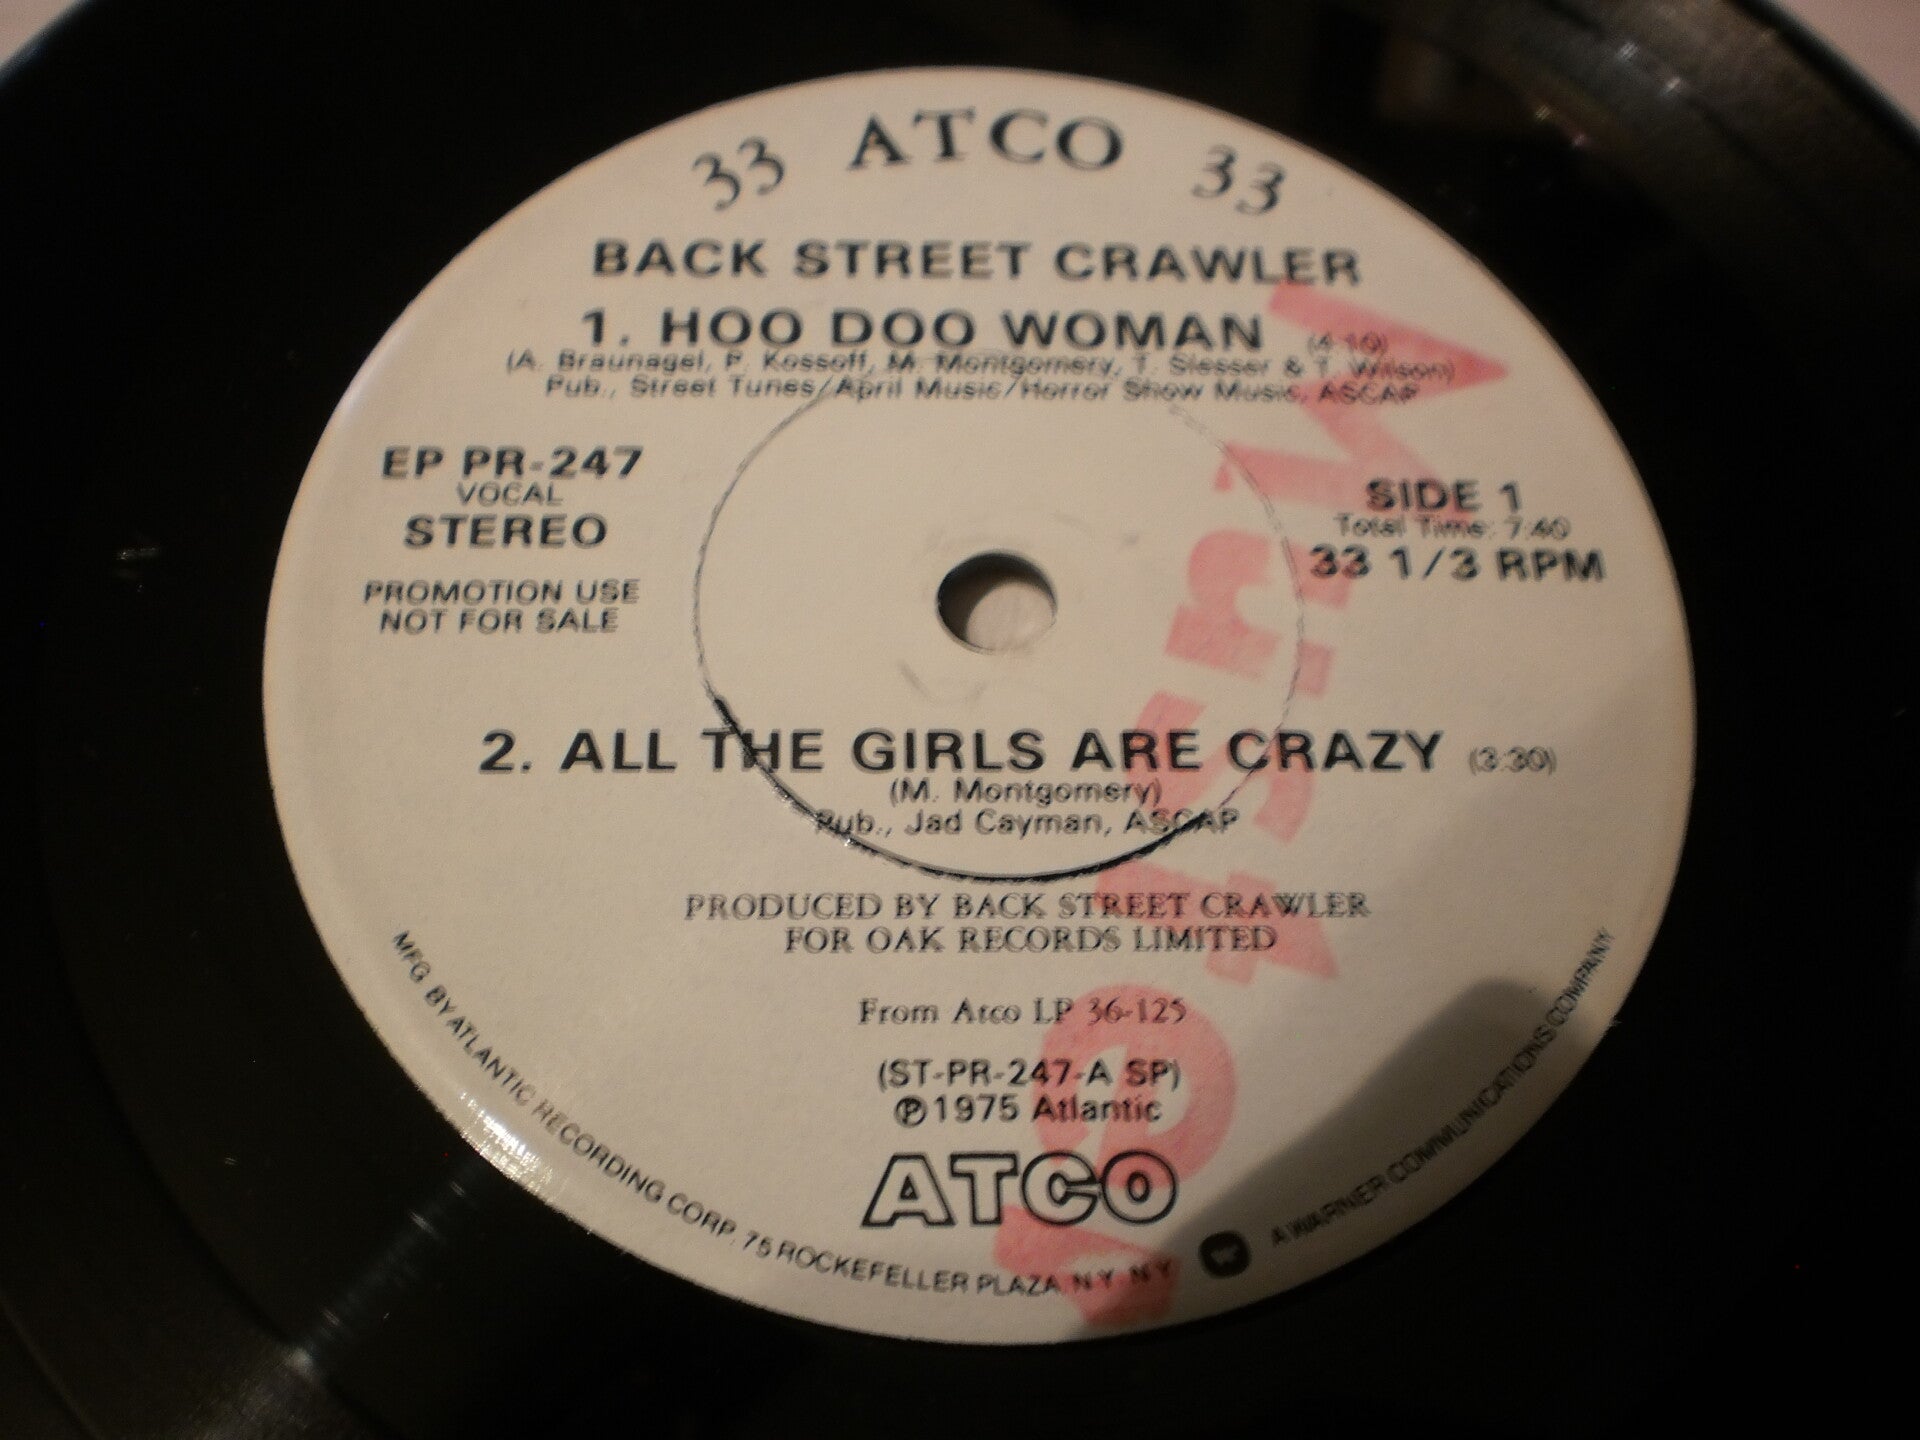 33 ATCO 33
BACK STREET CRAWLER
1. HOO DOO WOMAN (4:10)
(A. Braunagel, P. Kossoff, M. Montgomery, T. Slesser & T. Wilson)
Pub., Street Tunes/April Music/Horror Show Music, ASCAP
EP PR-247
VOCAL
STEREO
PROMOTION USE
NOT FOR SALE
SIDE 1
Total Time: 7:40
33 1/3 RPM
2. ALL THE GIRLS ARE CRAZY (3:30)
(M. Montgomery)
Pub., Jad Cayman, ASCAP
PRODUCED BY BACK STREET CRAWLER
FOR OAK RECORDS LIMITED
From Atco LP 36-125
(ST-PR-247-A SP)
℗1975 Atlantic
ATCO
MFG BY ATLANTIC RECORDING CORP. 75 ROCKEFELLER PLAZA, N Y N Y
A WARNER COMMUNICATIONS COMPANY